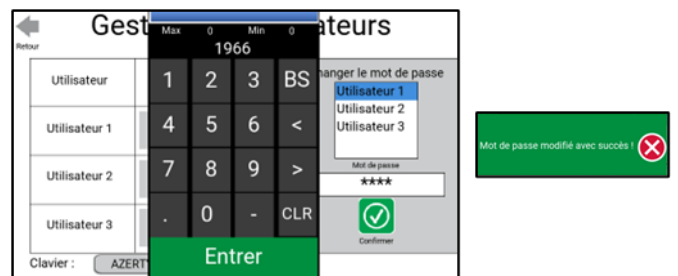 Retour
Gest
ateurs
Max 0 Min 0
1966
1 2 3 BS
4 5 6 <
7 8 9 >
. 0 - CLR
Entrer
Utilisateur
Utilisateur 1
Utilisateur 2
Utilisateur 3
Clavier : AZERT
hanger le mot de passe
Utilisateur 1
Utilisateur 2
Utilisateur 3
Mot de passe
****
Confirmer
Mot de passe modifié avec succès !